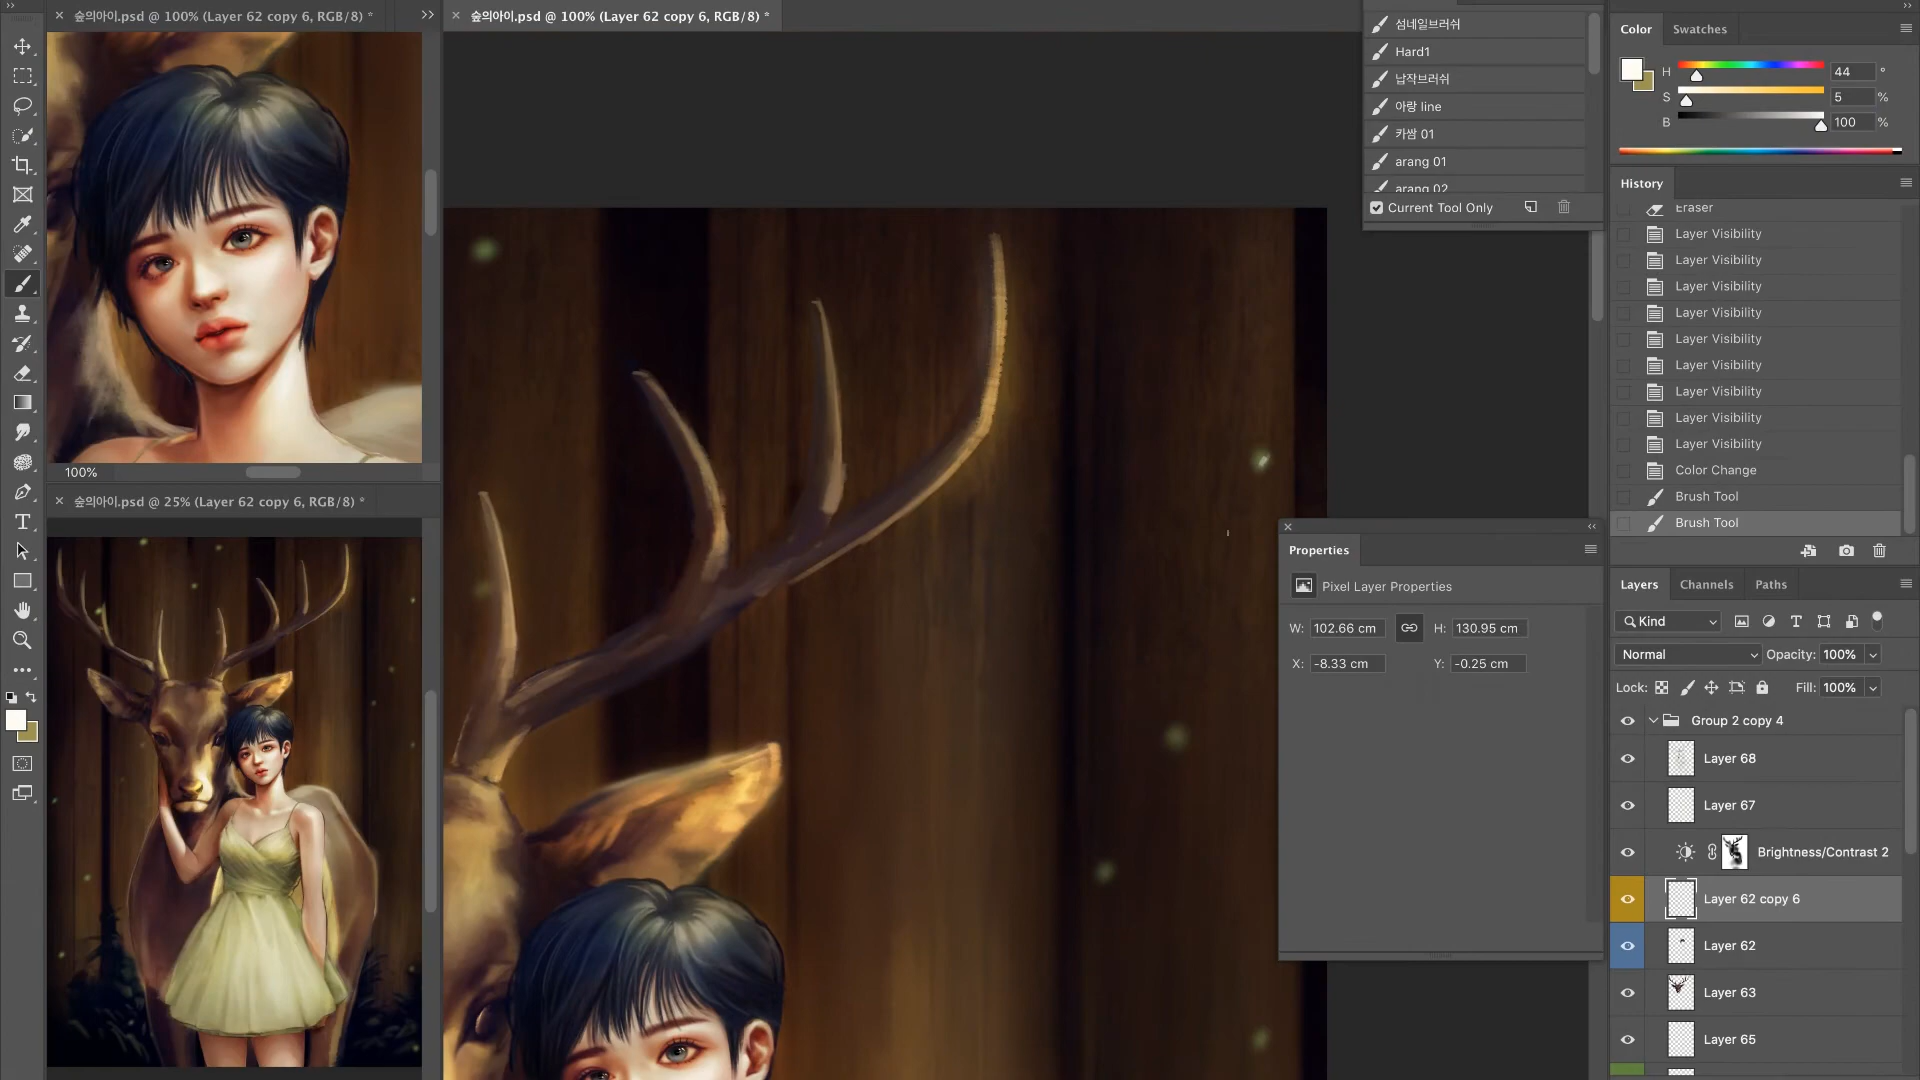 숲의아이.psd @ 100% (Layer 62 copy 6, RGB/8) *
숲의아이.psd @ 100% (Layer 62 copy 6, RGB/8) *
섬네일브러쉬
Hard1
납작브러쉬
아랑 line
카쌈 01
arang 01
arang 02
Current Tool Only
Color
Swatches
H 44 °
S 5 %
B 100 %
History
Eraser
Layer Visibility
Layer Visibility
Layer Visibility
Layer Visibility
Layer Visibility
Layer Visibility
Layer Visibility
Layer Visibility
Layer Visibility
Color Change
Brush Tool
Brush Tool
100%
숲의아이.psd @ 25% (Layer 62 copy 6, RGB/8) *
Properties
Pixel Layer Properties
W: 102.66 cm H: 130.95 cm
X: -8.33 cm Y: -0.25 cm
Layers
Channels
Paths
Kind
Normal
Opacity: 100%
Lock:
Fill: 100%
Group 2 copy 4
Layer 68
Layer 67
Brightness/Contrast 2
Layer 62 copy 6
Layer 62
Layer 63
Layer 65